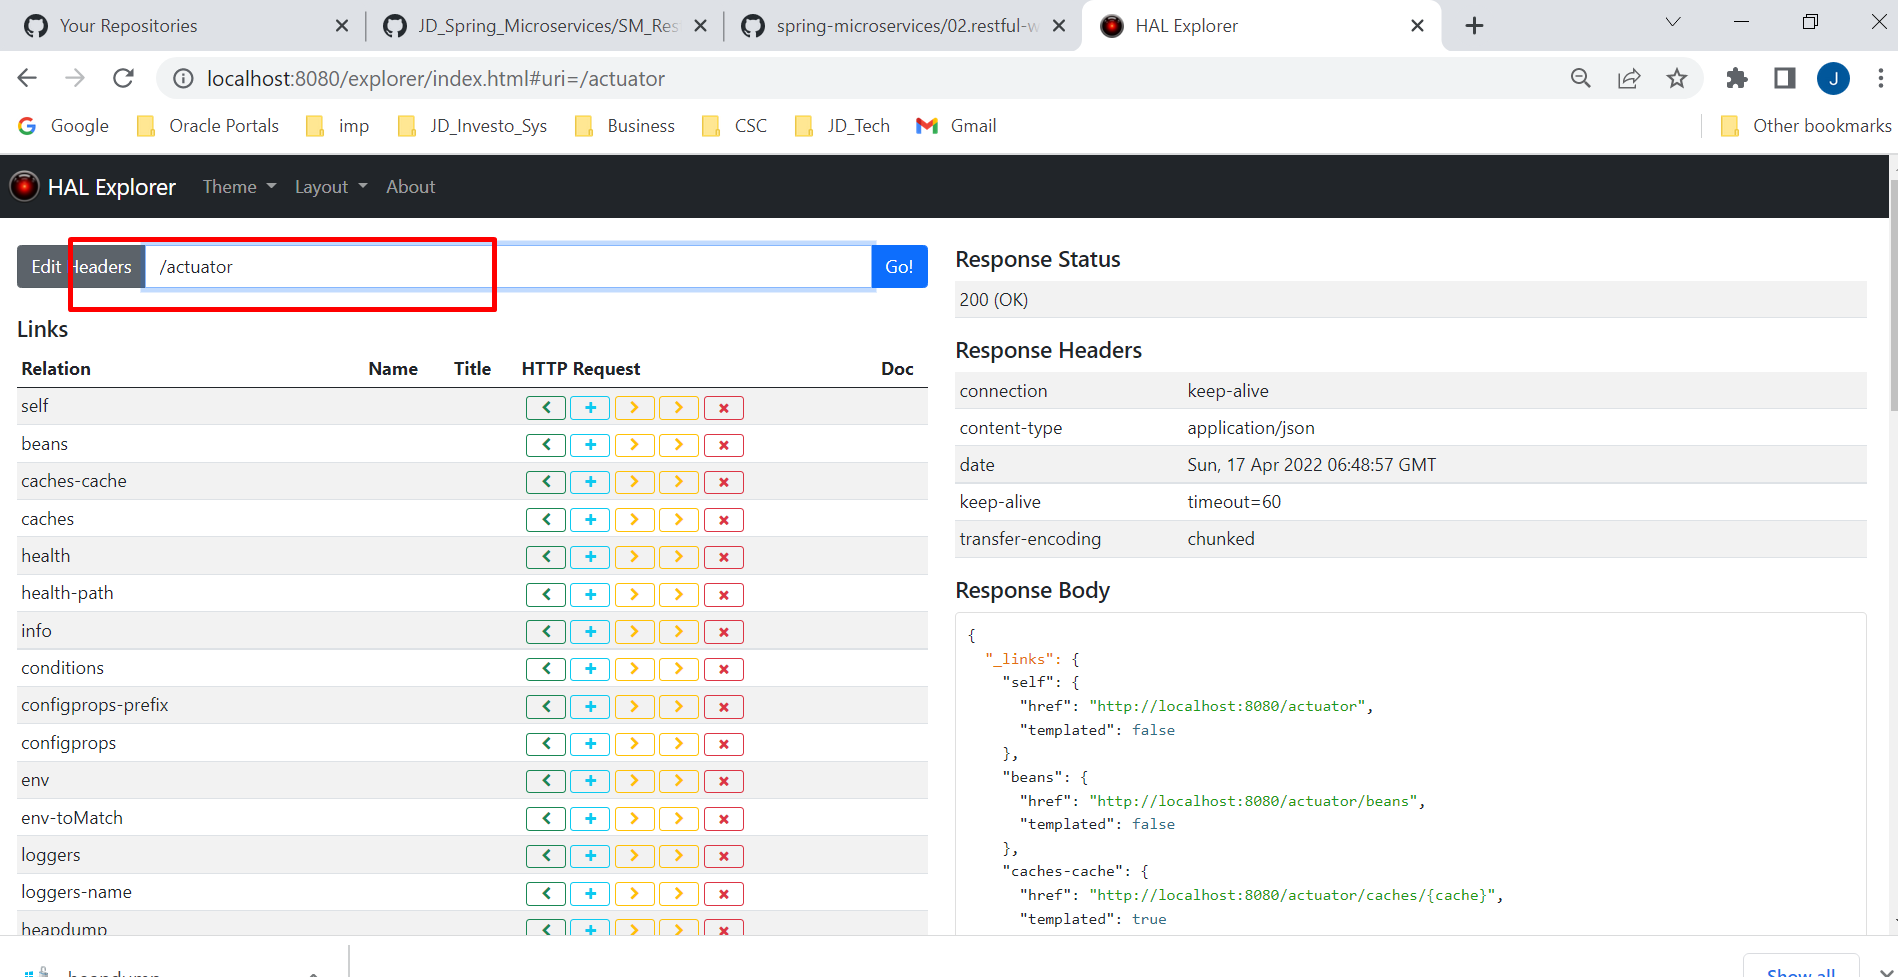 Your Repositories
JD_Spring_Microservices/SM_Res
spring-microservices/02.restful-w
HAL Explorer
localhost:8080/explorer/index.html#uri=/actuator
J
Google Oracle Portals imp JD_Investo_Sys Business CSC JD_Tech Gmail Other bookmarks
HAL Explorer Theme Layout About
Edit Headers /actuator Go!
Links
Relation Name Title HTTP Request Doc
self
beans
caches-cache
caches
health
health-path
info
conditions
configprops-prefix
configprops
env
env-toMatch
loggers
loggers-name
heapdump
Response Status
200 (OK)
Response Headers
connection keep-alive
content-type application/json
date Sun, 17 Apr 2022 06:48:57 GMT
keep-alive timeout=60
transfer-encoding chunked
Response Body
{
"_links": {
"self": {
"href": "http://localhost:8080/actuator",
"templated": false
},
"beans": {
"href": "http://localhost:8080/actuator/beans",
"templated": false
},
"caches-cache": {
"href": "http://localhost:8080/actuator/caches/{cache}",
"templated": true
heapdump
Show all